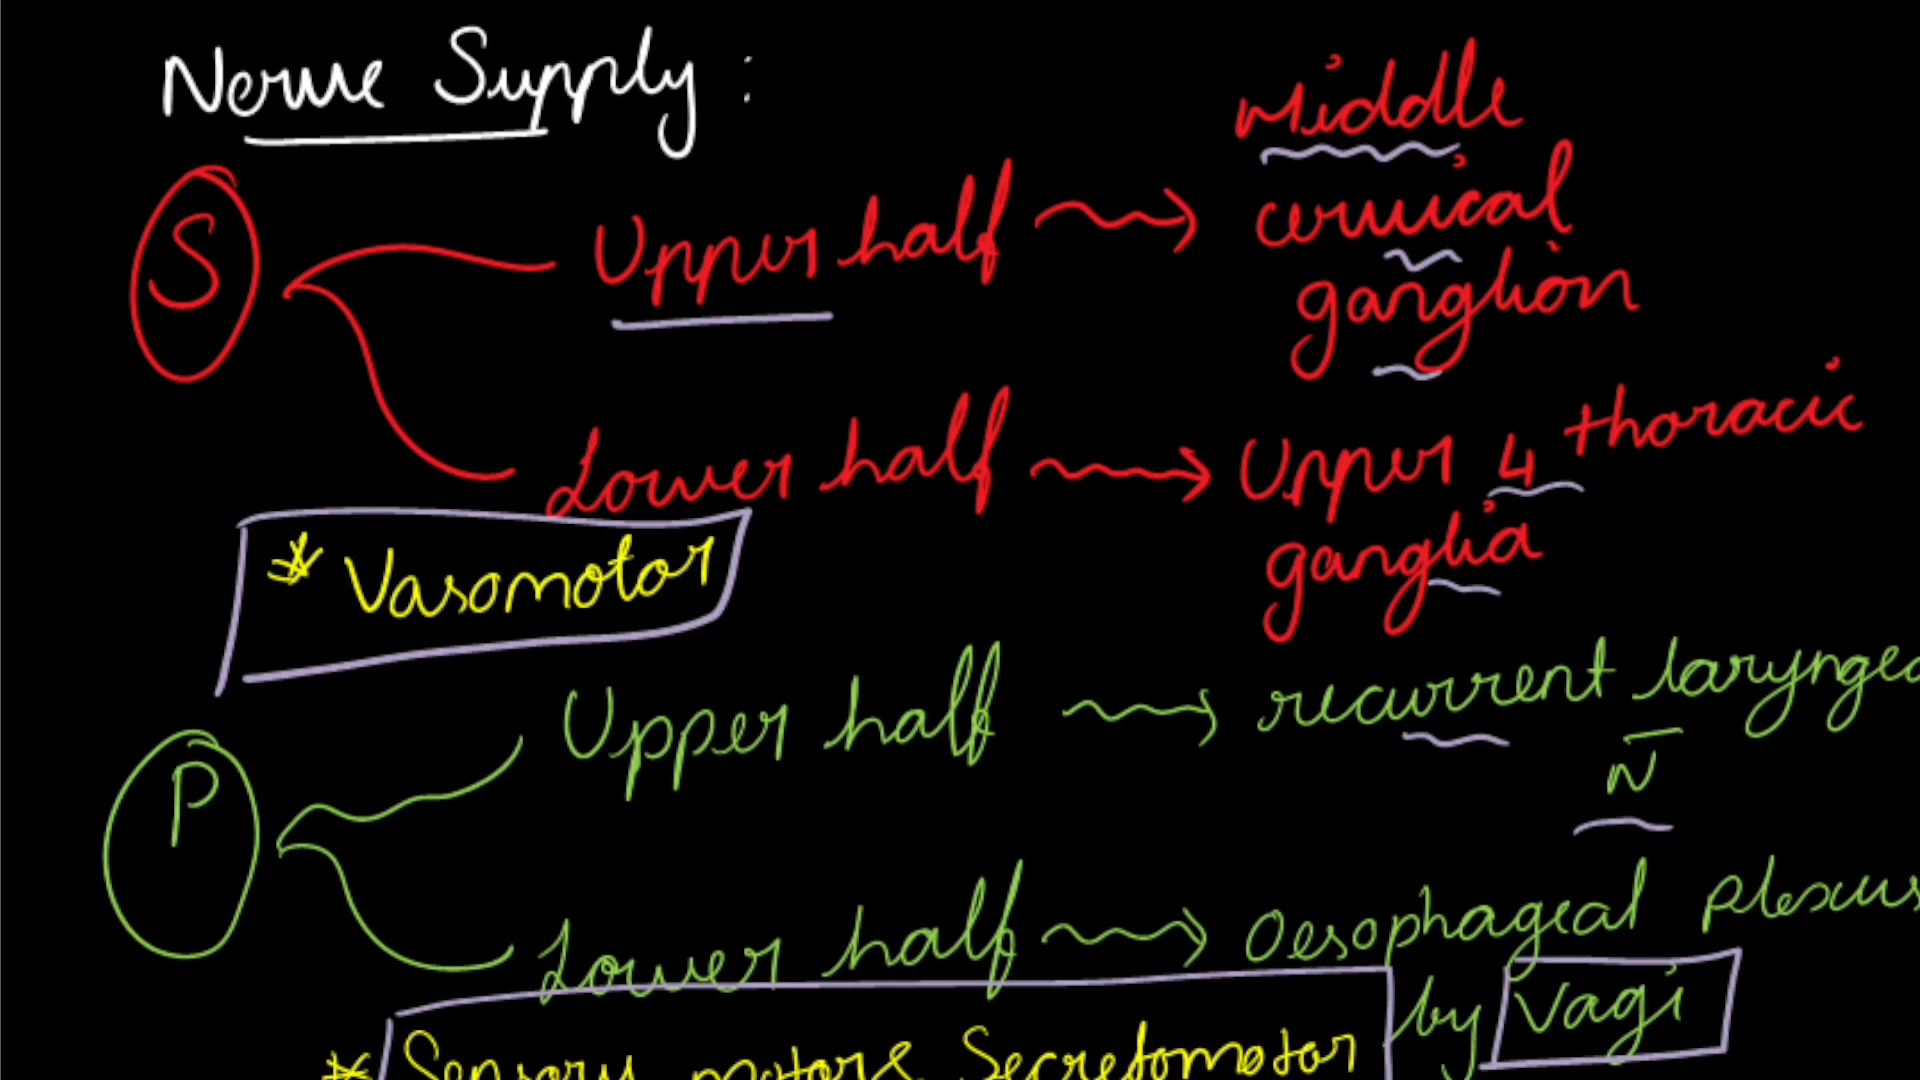 Nerve Supply :
S
Upper half → middle
cervical
ganglion
Lower half → Upper 4 thoracic
ganglia
* Vasomotor
P
Upper half → recurrent laryngea
N
Lower half → Oesophageal plexus
by Vagi
* Sensory, motor & Secretomotor